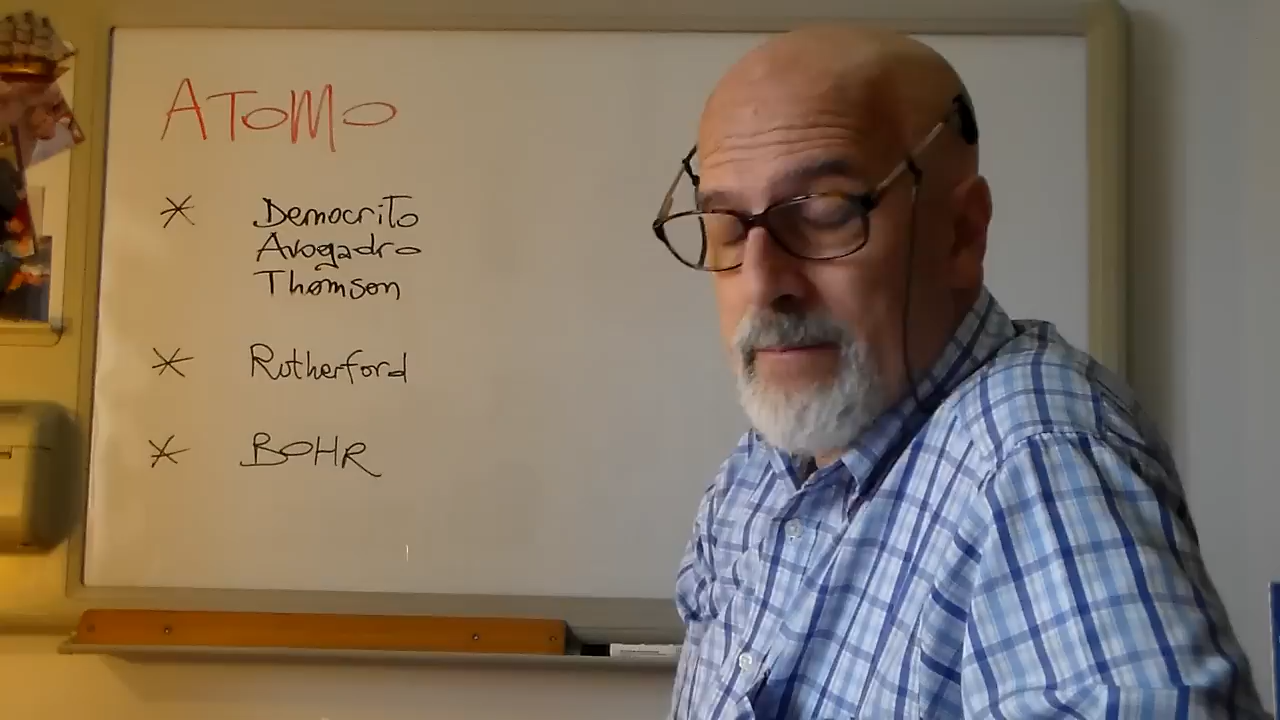 ATOMO
* Democrito
Avogadro
Thomson
* Rutherford
* BOHR